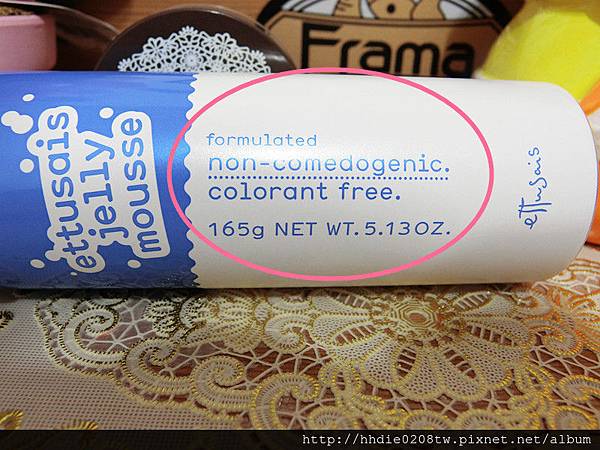 Frama
ettusais
jelly
mousse
formulated
non-comedogenic.
colorant free.
165g NET WT. 5.13OZ.
ettusais
http://hhdie0208tw.pixnet.net/album